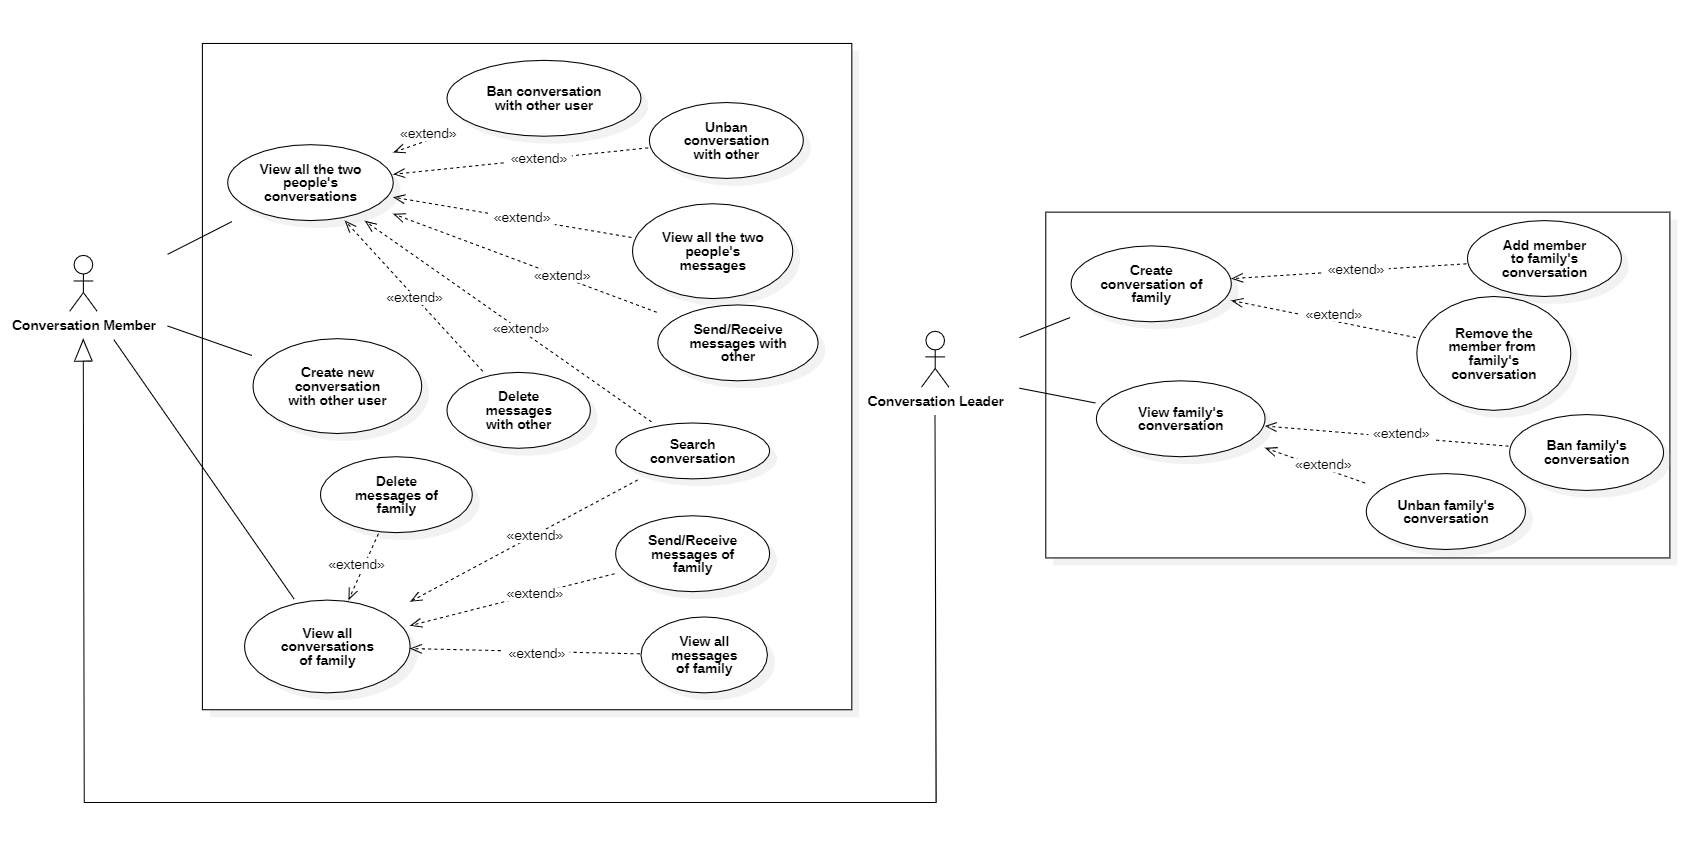 Ban conversation
with other user
«extend»
Unban
conversation
with other
«extend»
View all the two
people's
conversations
«extend»
View all the two
people's
messages
«extend»
«extend»
Send/Receive
messages with
other
«extend»
Conversation Member
Create new
conversation
with other user
Delete
messages
with other
Search
conversation
Delete
messages of
family
«extend»
Send/Receive
messages of
family
«extend»
«extend»
View all
conversations
of family
«extend»
View all
messages
of family
Conversation Leader
Create
conversation of
family
«extend»
Add member
to family's
conversation
«extend»
Remove the
member from
family's
conversation
View family's
conversation
«extend»
Ban family's
conversation
«extend»
Unban family's
conversation